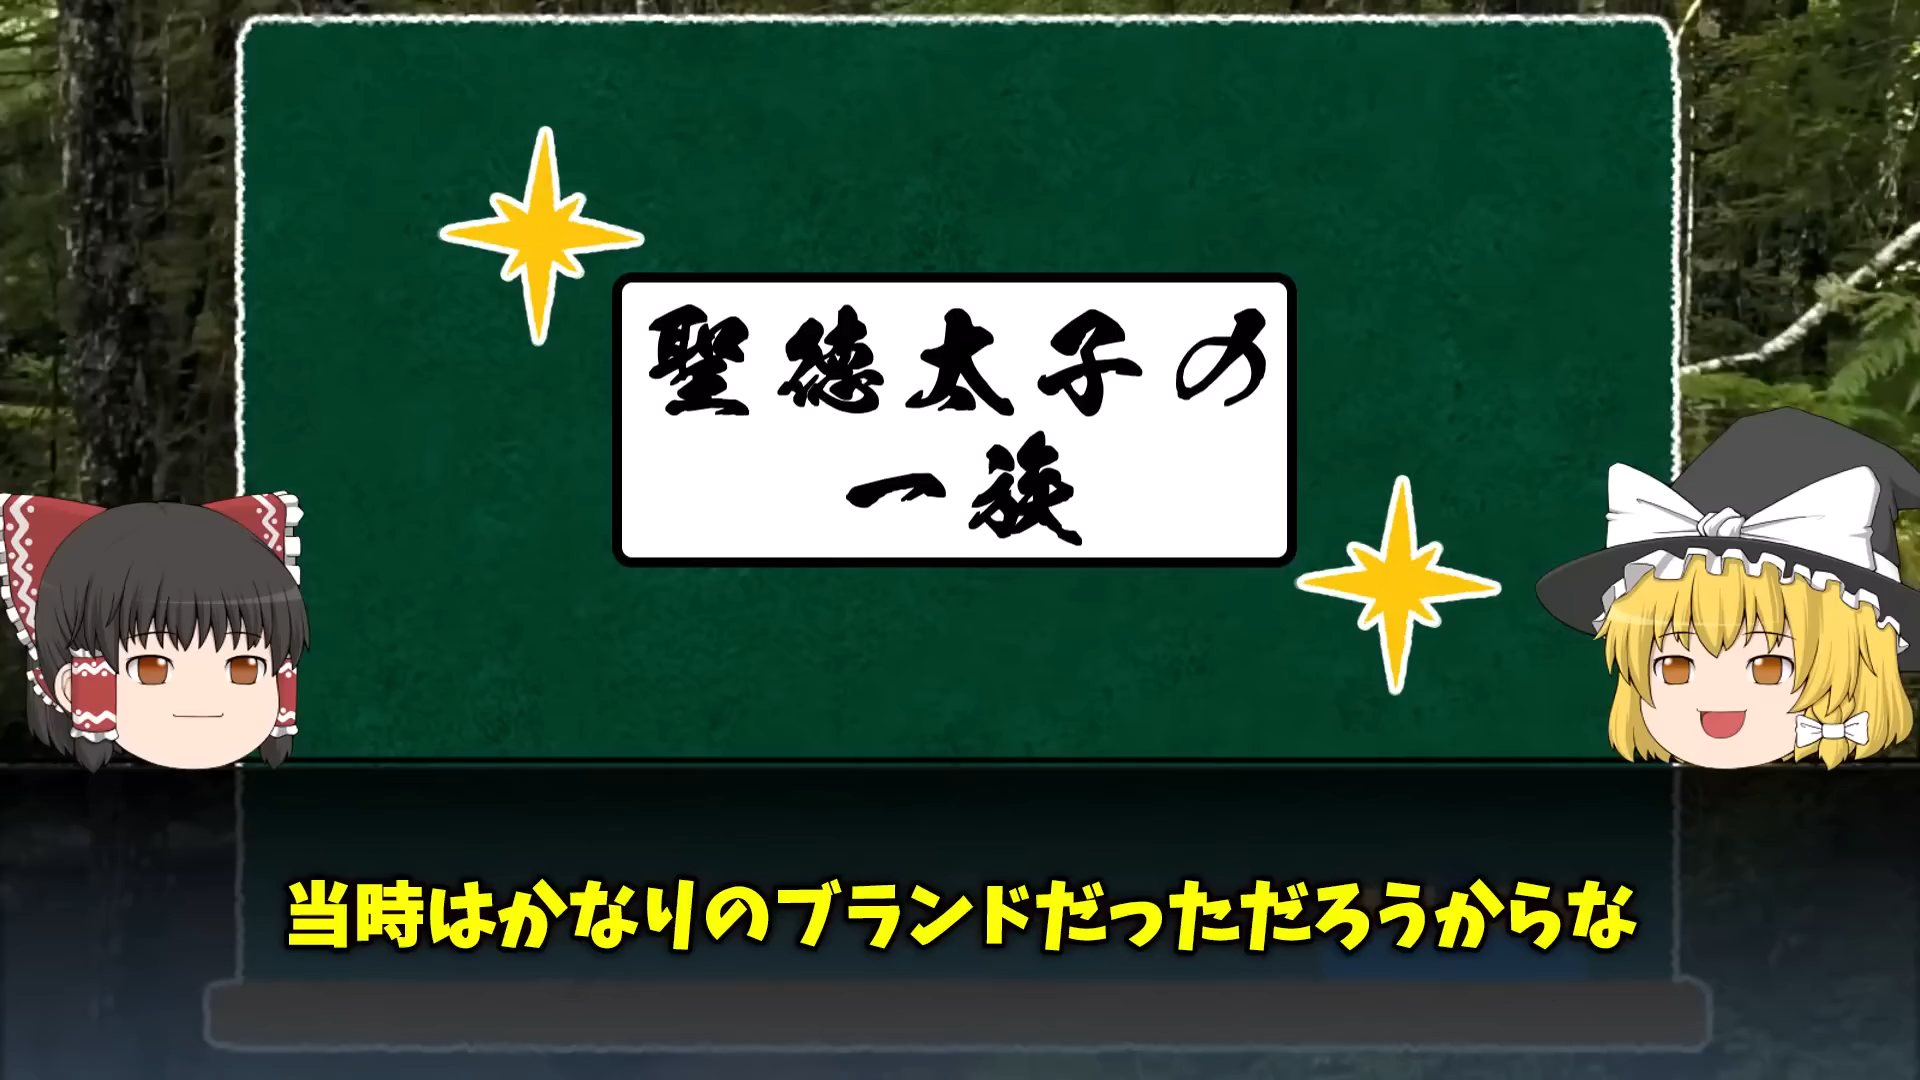 聖徳太子の
一族
当時はかなりのブランドだっただろうからな